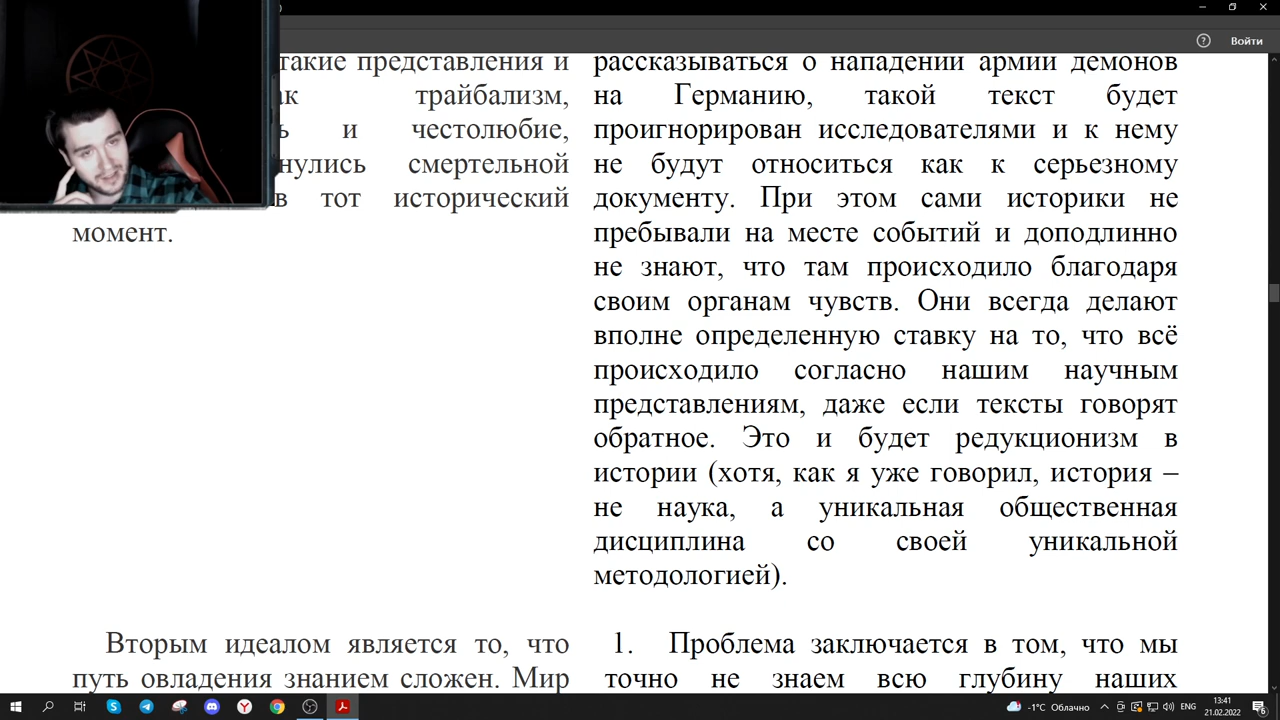 Войти
такие представления и
трайбализм,
и честолюбие,
смертельной
в тот исторический
момент.
рассказываться о нападении армии демонов
на Германию, такой текст будет
проигнорирован исследователями и к нему
не будут относиться как к серьезному
документу. При этом сами историки не
пребывали на месте событий и доподлинно
не знают, что там происходило благодаря
своим органам чувств. Они всегда делают
вполне определенную ставку на то, что всё
происходило согласно нашим научным
представлениям, даже если тексты говорят
обратное. Это и будет редукционизм в
истории (хотя, как я уже говорил, история –
не наука, а уникальная общественная
дисциплина со своей уникальной
методологией).
Вторым идеалом является то, что
путь овладения знанием сложен. Мир
1. Проблема заключается в том, что мы
точно не знаем всю глубину наших
-1°C Облачно
ENG
13:41
21.02.2022
6